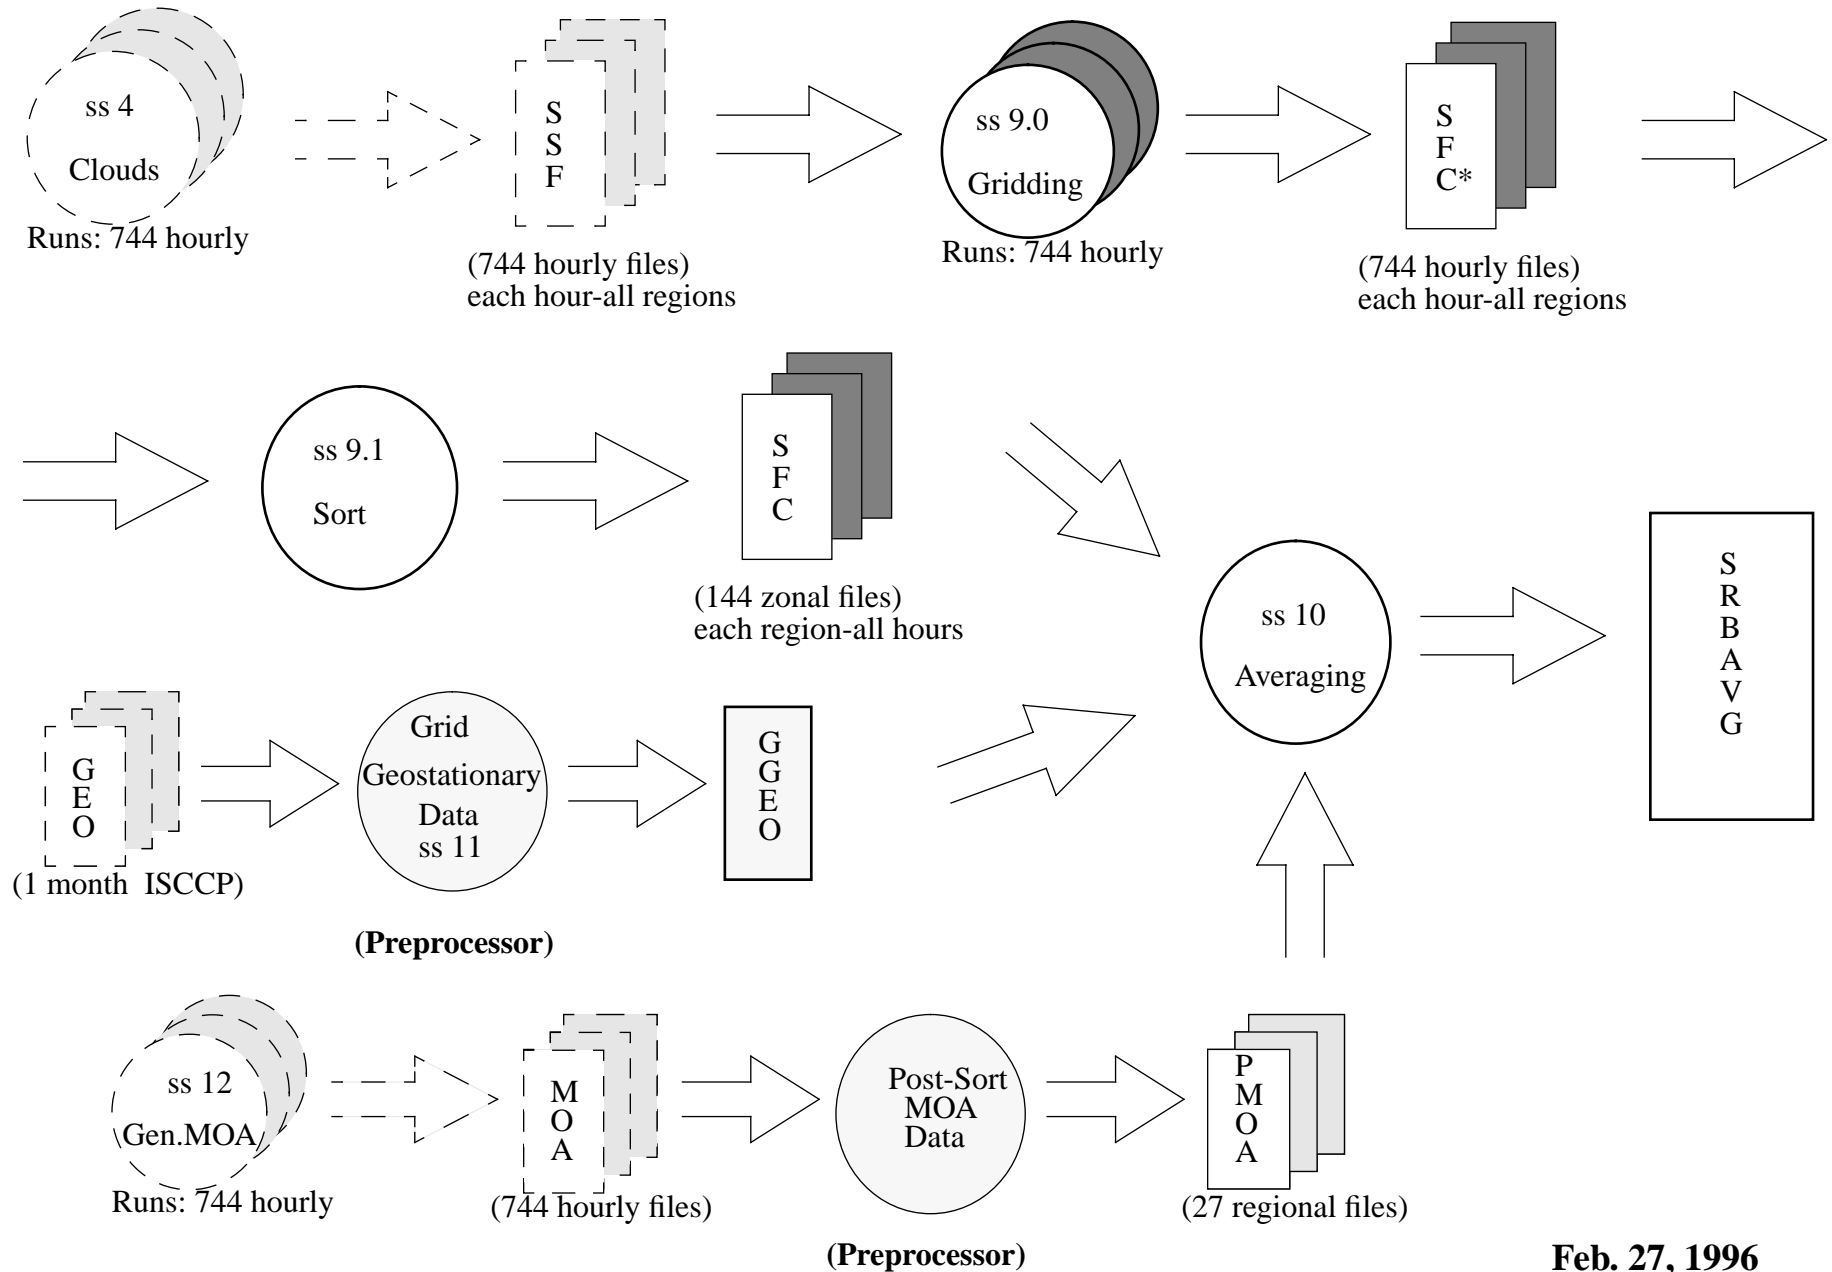 ss 4
Clouds
Runs: 744 hourly
S
S
F
(744 hourly files)
each hour-all regions
ss 9.0
Gridding
Runs: 744 hourly
S
F
C*
(744 hourly files)
each hour-all regions
ss 9.1
Sort
S
F
C
(144 zonal files)
each region-all hours
ss 10
Averaging
S
R
B
A
V
G
G
E
O
(1 month ISCCP)
Grid
Geostationary
Data
ss 11
(Preprocessor)
G
G
E
O
ss 12
Gen.MOA
Runs: 744 hourly
M
O
A
(744 hourly files)
Post-Sort
MOA
Data
(Preprocessor)
P
M
O
A
(27 regional files)
Feb. 27, 1996